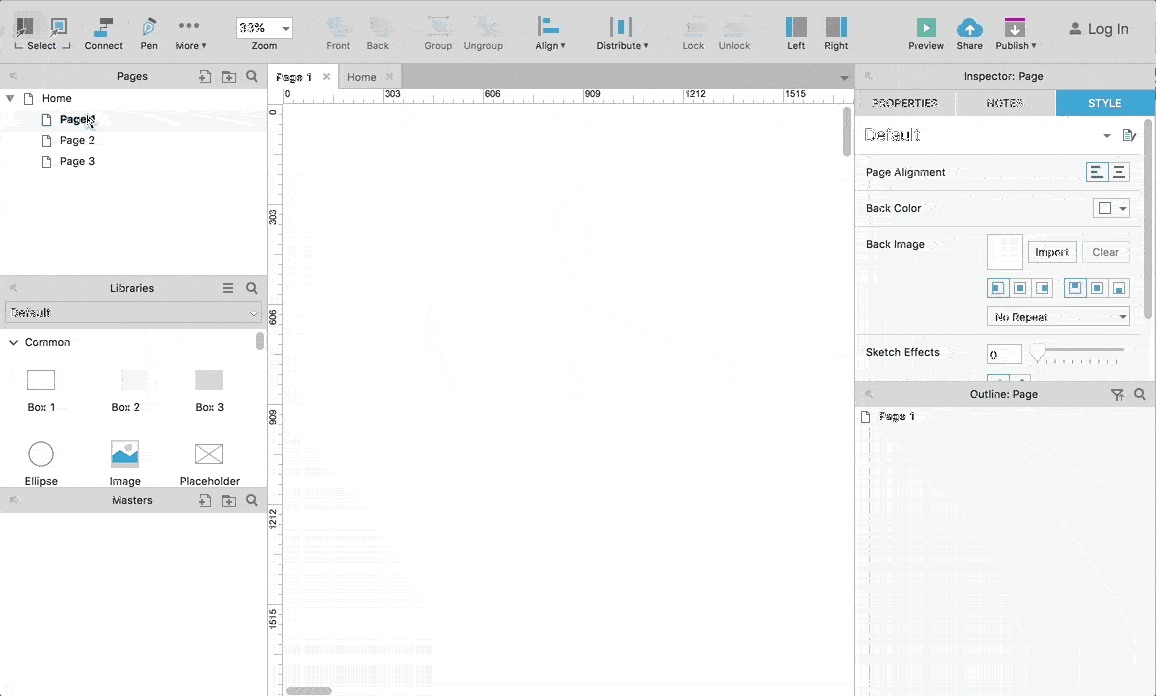 Select Connect Pen More ▾ 33% Zoom Front Back Group Ungroup Align ▾ Distribute ▾ Lock Unlock Left Right Preview Share Publish ▾ Log In
Pages
Home
Page 1
Page 2
Page 3
Libraries
Default
Common
Box 1 Box 2 Box 3
Ellipse Image Placeholder
Masters
Page 1 Home
0 303 606 909 1212 1515
0
303
606
909
1212
1515
Inspector: Page
PROPERTIES NOTES STYLE
Default
Page Alignment
Back Color
Back Image Import Clear
No Repeat
Sketch Effects 0
Outline: Page
Page 1